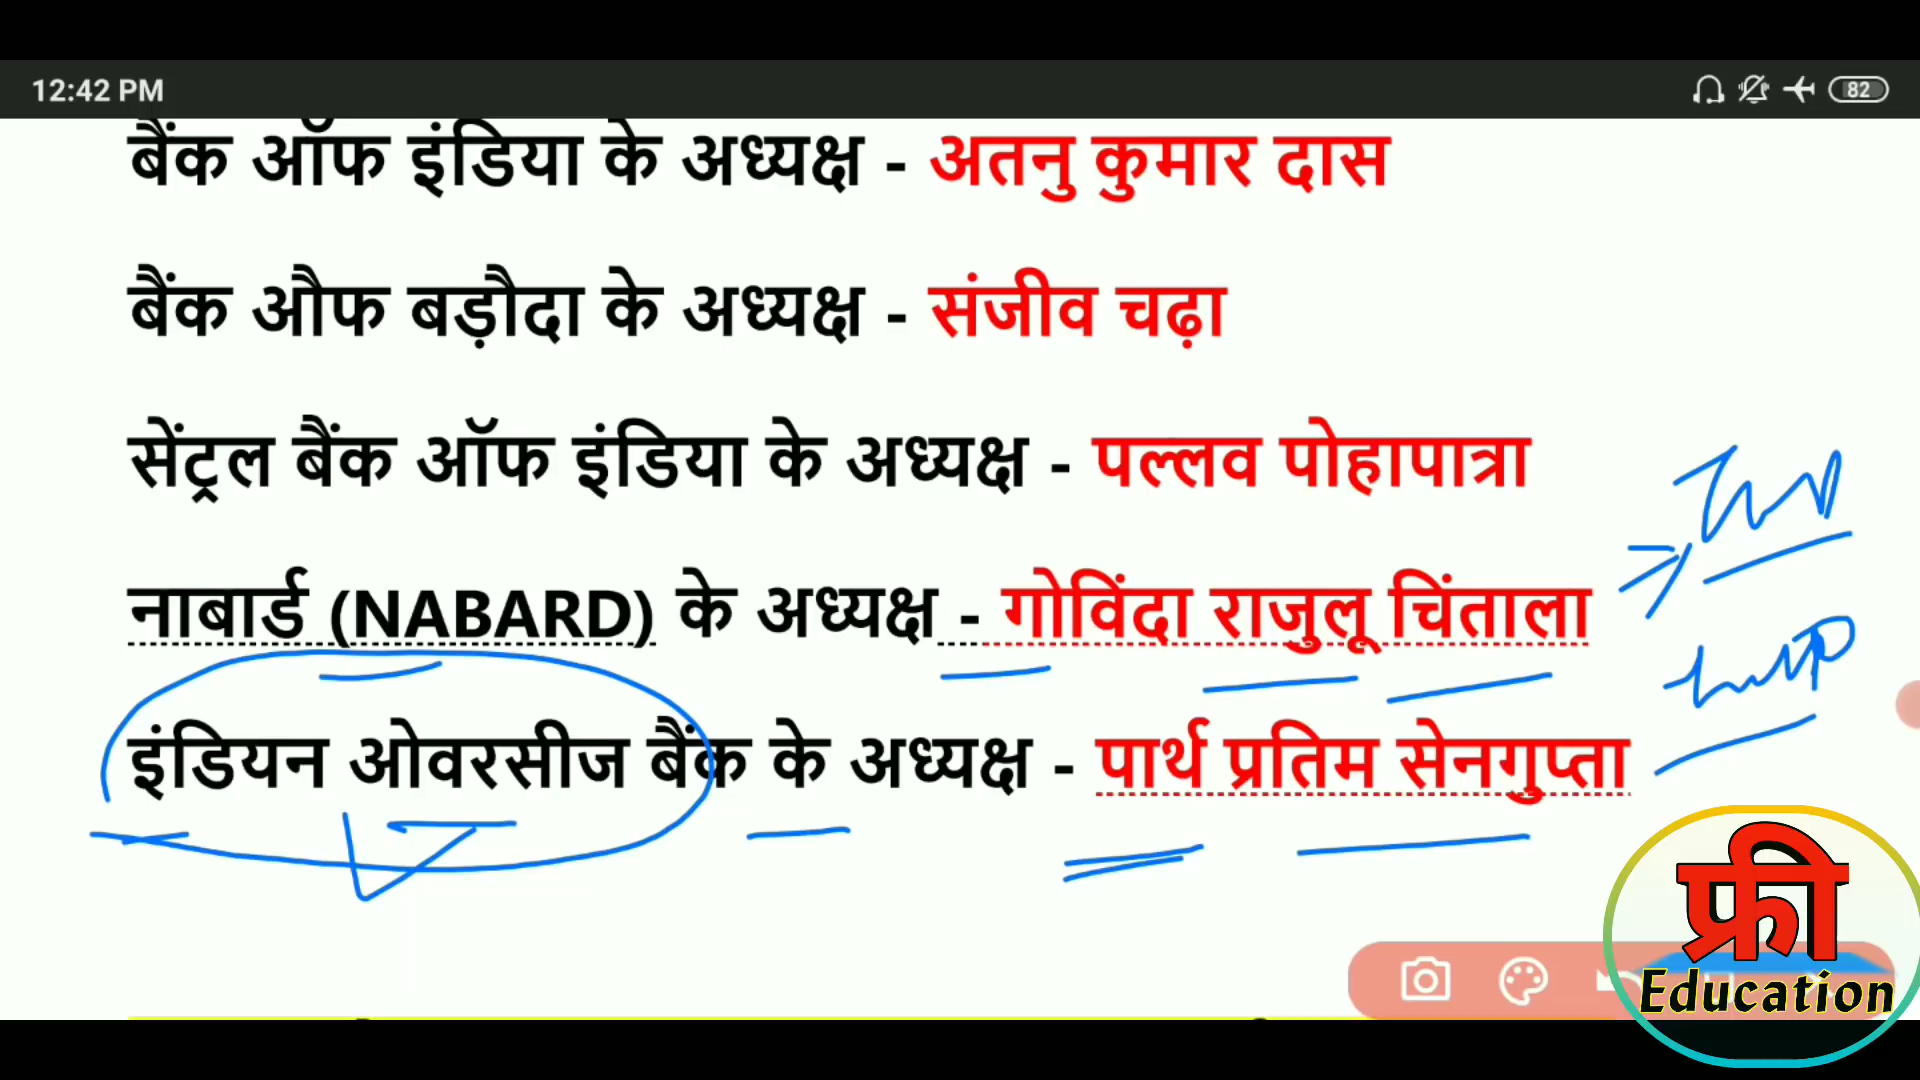 12:42 PM
82
बैंक ऑफ इंडिया के अध्यक्ष - अतनु कुमार दास
बैंक औफ बड़ौदा के अध्यक्ष - संजीव चढ़ा
सेंट्रल बैंक ऑफ इंडिया के अध्यक्ष - पल्लव पोहापात्रा
नाबार्ड (NABARD) के अध्यक्ष - गोविंदा राजुलू चिंताला
इंडियन ओवरसीज बैंक के अध्यक्ष - पार्थ प्रतिम सेनगुप्ता
फ्री
Education